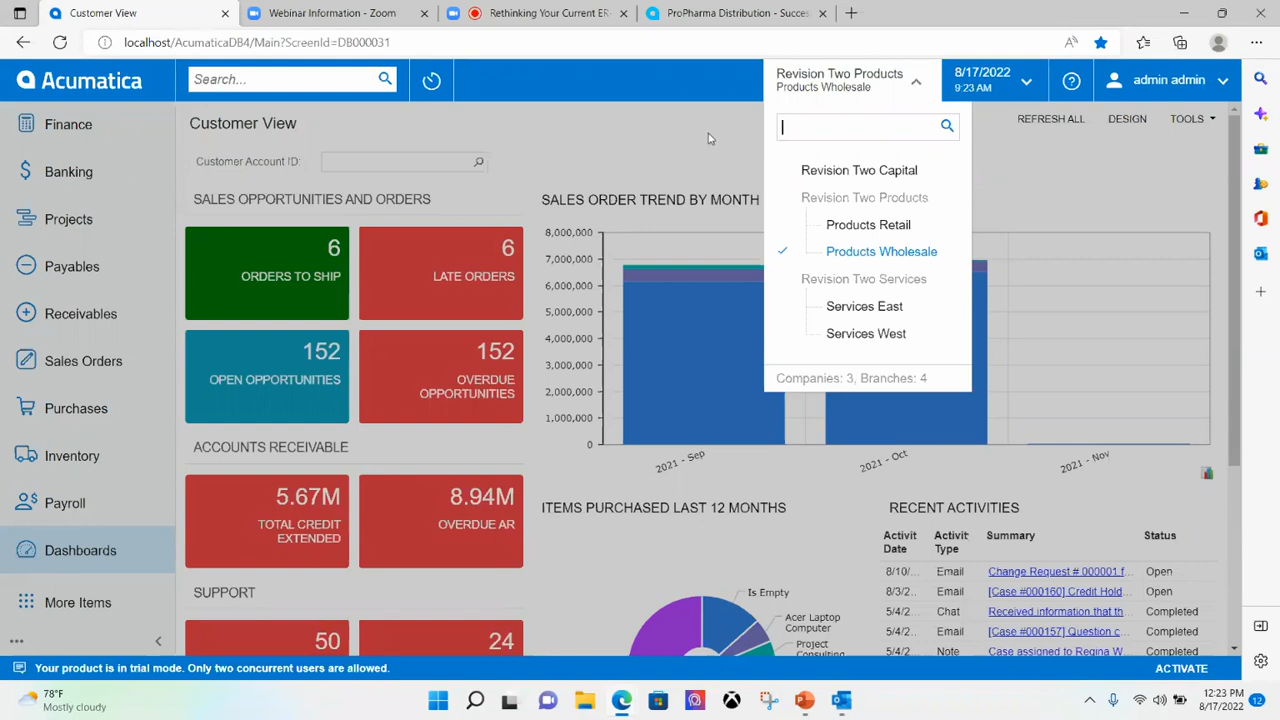 Customer View
Webinar Information - Zoom
Rethinking Your Current ER
ProPharma Distribution - Succes
localhost/AcumaticaDB4/Main?ScreenId=DB000031
Acumatica
Search...
Revision Two Products
Products Wholesale
8/17/2022
9:23 AM
admin admin
Finance
Banking
Projects
Payables
Receivables
Sales Orders
Purchases
Inventory
Payroll
Dashboards
More Items
Customer View
REFRESH ALL
DESIGN
TOOLS
Customer Account ID:
Revision Two Capital
Revision Two Products
Products Retail
Products Wholesale
Revision Two Services
Services East
Services West
Companies: 3, Branches: 4
SALES OPPORTUNITIES AND ORDERS
6
ORDERS TO SHIP
6
LATE ORDERS
152
OPEN OPPORTUNITIES
152
OVERDUE
OPPORTUNITIES
ACCOUNTS RECEIVABLE
5.67M
TOTAL CREDIT
EXTENDED
8.94M
OVERDUE AR
SUPPORT
50
24
SALES ORDER TREND BY MONTH
8,000,000
7,000,000
6,000,000
5,000,000
4,000,000
3,000,000
2,000,000
1,000,000
0
2021 - Sep
2021 - Oct
2021 - Nov
ITEMS PURCHASED LAST 12 MONTHS
Is Empty
Acer Laptop
Computer
Project
Consulting
RECENT ACTIVITIES
Activit Date Activit Type Summary Status
8/10/... Email Change Request # 000001 f... Open
8/3/2... Email [Case #000160] Credit Hold... Open
5/4/2... Chat Received information that th... Completed
5/4/2... Email [Case #000157] Question c... Completed
5/4/2... Note Case assigned to Regina W... Completed
Your product is in trial mode. Only two concurrent users are allowed.
ACTIVATE
78°F
Mostly cloudy
12:23 PM
8/17/2022
12